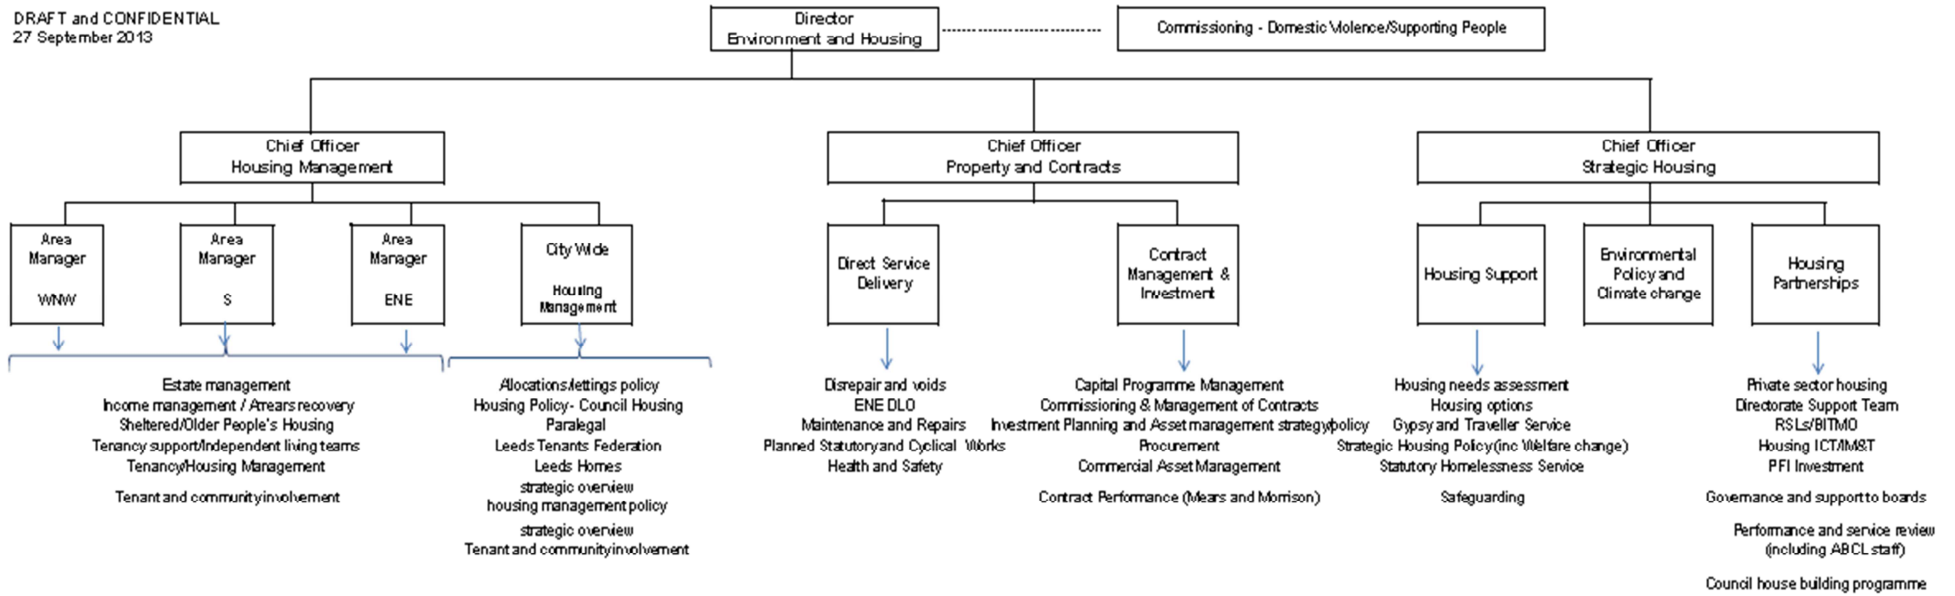 DRAFT and CONFIDENTIAL
27 September 2013
Director
Environment and Housing
Commissioning - Domestic Violence/Supporting People
Chief Officer
Housing Management
Chief Officer
Property and Contracts
Chief Officer
Strategic Housing
Area
Manager
WNW
Area
Manager
S
Area
Manager
ENE
City Wide
Housing
Management
Direct Service
Delivery
Contract
Management &
Investment
Housing Support
Environmental
Policy and
Climate change
Housing
Partnerships
Estate management
Income management / Arrears recovery
Sheltered/Older People's Housing
Tenancy support/Independent living teams
Tenancy/Housing Management
Tenant and community involvement
Allocations/lettings policy
Housing Policy- Council Housing
Paralegal
Leeds Tenants Federation
Leeds Homes
strategic overview
housing management policy
strategic overview
Tenant and community involvement
Disrepair and voids
ENE DLO
Maintenance and Repairs
Planned Statutory and Cyclical Works
Health and Safety
Capital Programme Management
Commissioning & Management of Contracts
Investment Planning and Asset management strategy/policy
Procurement
Commercial Asset Management
Contract Performance (Mears and Morrison)
Housing needs assessment
Housing options
Gypsy and Traveller Service
Strategic Housing Policy (inc Welfare change)
Statutory Homelessness Service
Safeguarding
Private sector housing
Directorate Support Team
RSLs/BITMO
Housing ICT/IM&T
PFI Investment
Governance and support to boards
Performance and service review
(including ABCL staff)
Council house building programme